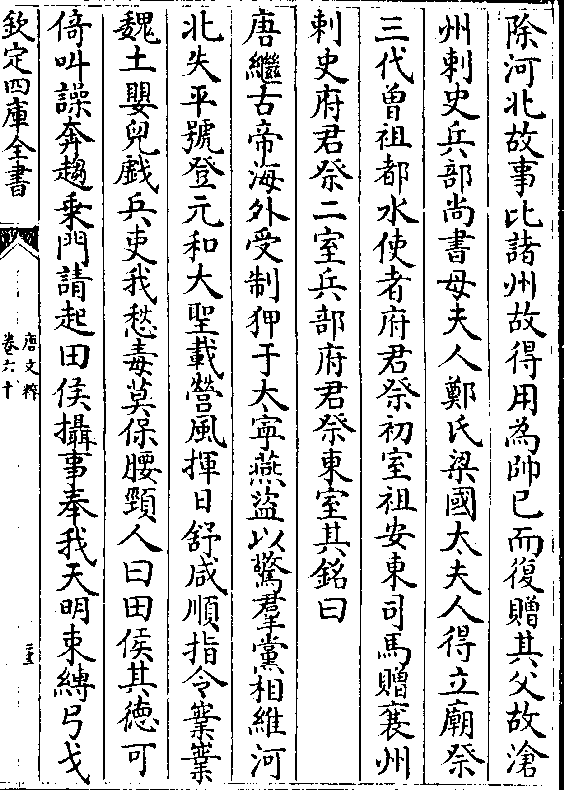 除河北故事比諸州故得用為帥已而復贈其父故滄
州刺史兵部尚書母夫人鄭氏梁國太夫人得立廟祭
三代曽祖都水使者府君祭初室祖安東司馬贈襄州
刺史府君祭二室兵部府君祭東室其銘曰
唐繼古帝海外受制狎于大寧燕盜以驚羣黨相維河
北失平號登元和大聖載營風揮日舒咸順指令業業
魏土嬰兒戲兵吏我愁毒莫保腰頸人曰田侯其徳可
倚叫譟奔趨乗門請起田侯攝事奉我天明束縛弓戈
欽定四庫全書
唐文粹
卷六十